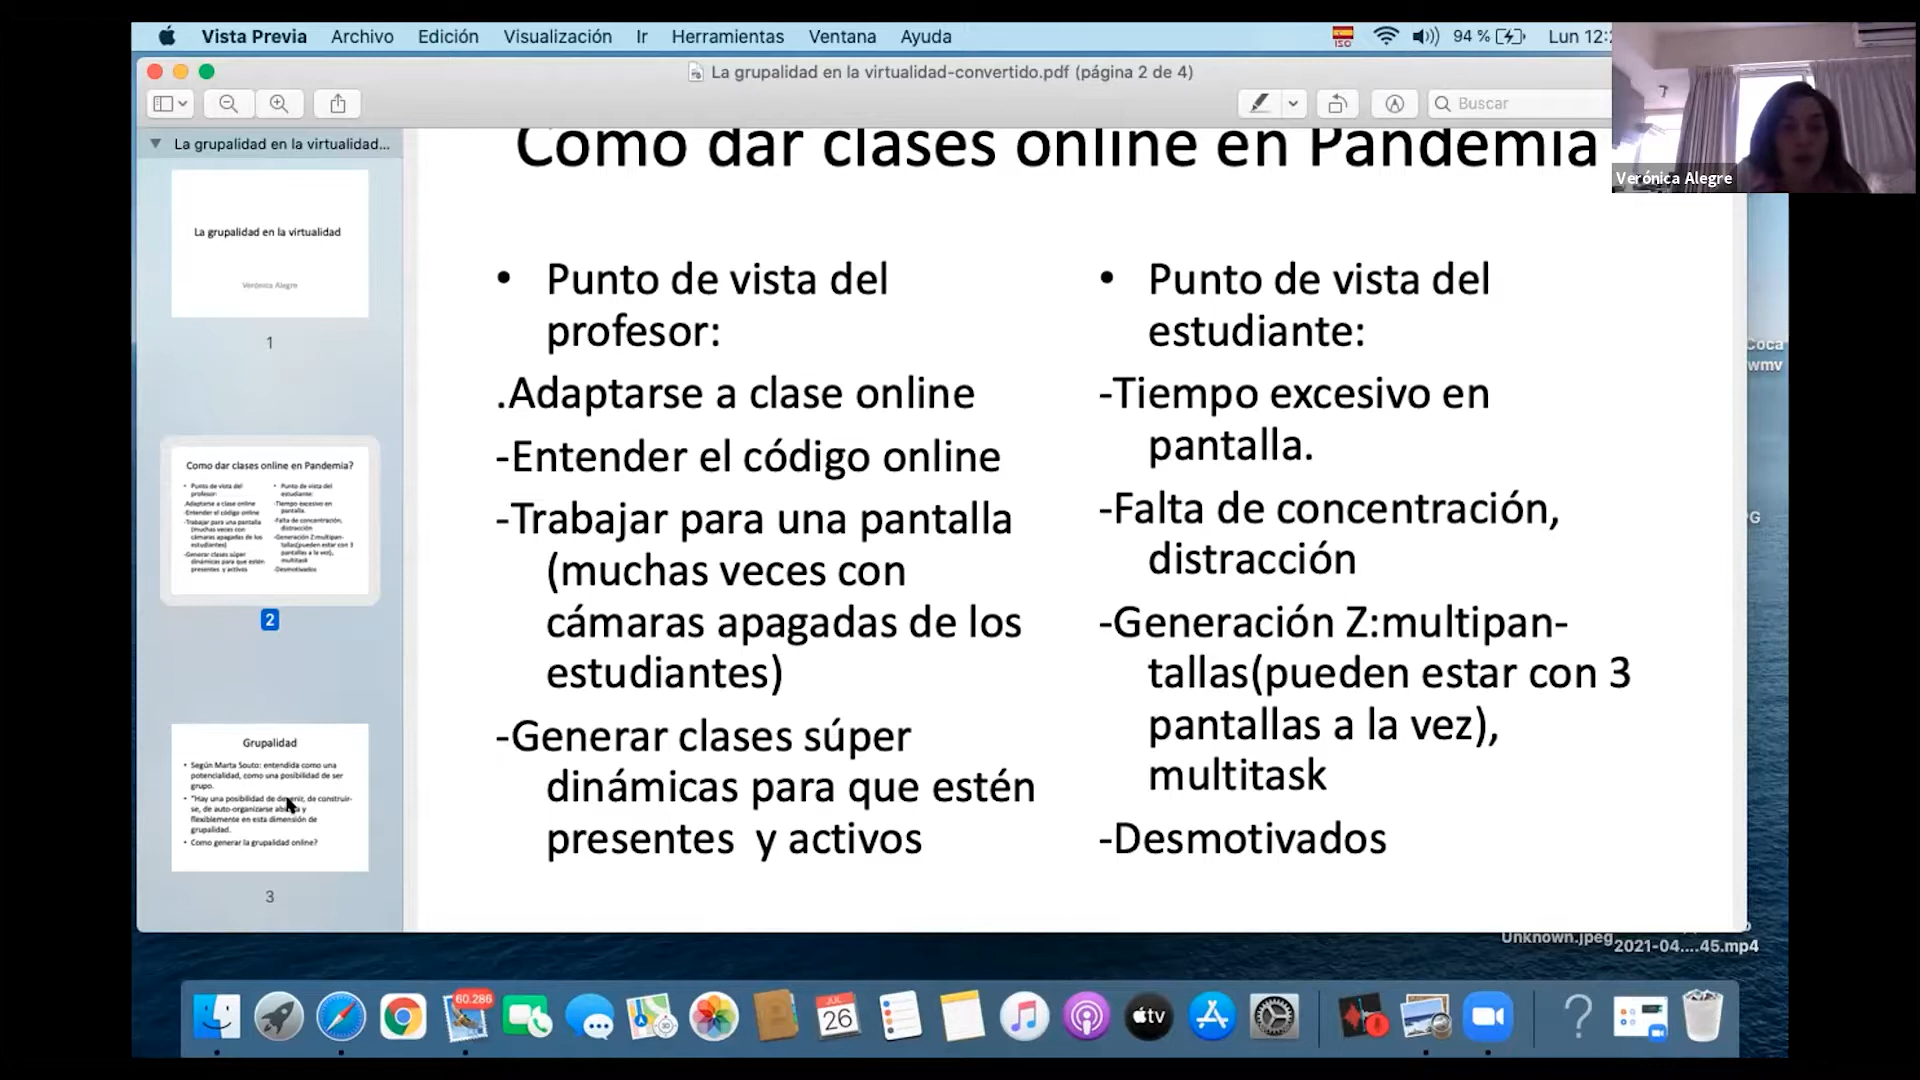 Vista Previa Archivo Edición Visualización Ir Herramientas Ventana Ayuda
ISO 94 % Lun 12:
La grupalidad en la virtualidad-convertido.pdf (página 2 de 4)
Buscar
La grupalidad en la virtualidad...
La grupalidad en la virtualidad
Verónica Alegre
1
Como dar clases online en Pandemia?
• Punto de vista del
profesor:
.Adaptarse a clase online
-Entender el código online
-Trabajar para una pantalla
(muchas veces con
cámaras apagadas de los
estudiantes)
-Generar clases súper
dinámicas para que estén
presentes y activos
• Punto de vista del
estudiante:
-Tiempo excesivo en
pantalla.
-Falta de concentración,
distracción
-Generación Z:multipan-
tallas(pueden estar con 3
pantallas a la vez),
multitask
-Desmotivados
2
Grupalidad
• Según Marta Souto: entendida como una
potencialidad, como una posibilidad de ser
grupo.
• "Hay una posibilidad de devenir, de construir-
se, de auto-organizarse abierta y
flexiblemente en esta dimensión de
grupalidad.
• Como generar la grupalidad online?
3
Como dar clases online en Pandemia
• Punto de vista del
profesor:
.Adaptarse a clase online
-Entender el código online
-Trabajar para una pantalla
(muchas veces con
cámaras apagadas de los
estudiantes)
-Generar clases súper
dinámicas para que estén
presentes y activos
• Punto de vista del
estudiante:
-Tiempo excesivo en
pantalla.
-Falta de concentración,
distracción
-Generación Z:multipan-
tallas(pueden estar con 3
pantallas a la vez),
multitask
-Desmotivados
Verónica Alegre
Coca
wmv
PG
Unknown.jpeg
2021-04....45.mp4
60.286
JUL
26
tv